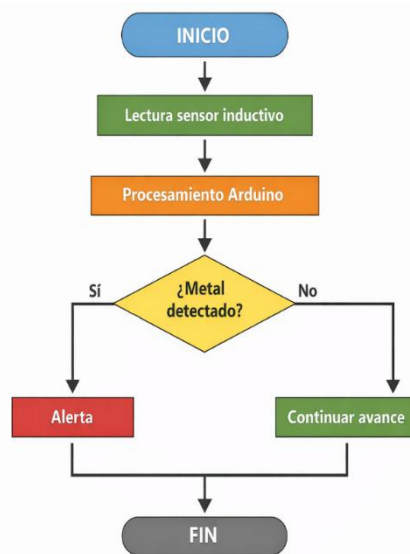 INICIO
Lectura sensor inductivo
Procesamiento Arduino
¿Metal
detectado?
Sí
No
Alerta
Continuar avance
FIN